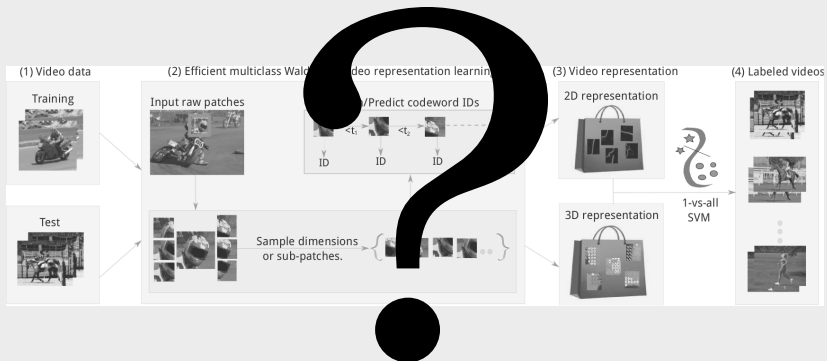 (1) Video data
(2) Efficient multiclass video representation learning
(3) Video representation
(4) Labeled videos
Training
Input raw patches
/Predict codeword IDs
2D representation
<t₁
<t₂
ID
ID
ID
1-vs-all
SVM
Test
Sample dimensions
or sub-patches.
3D representation
?